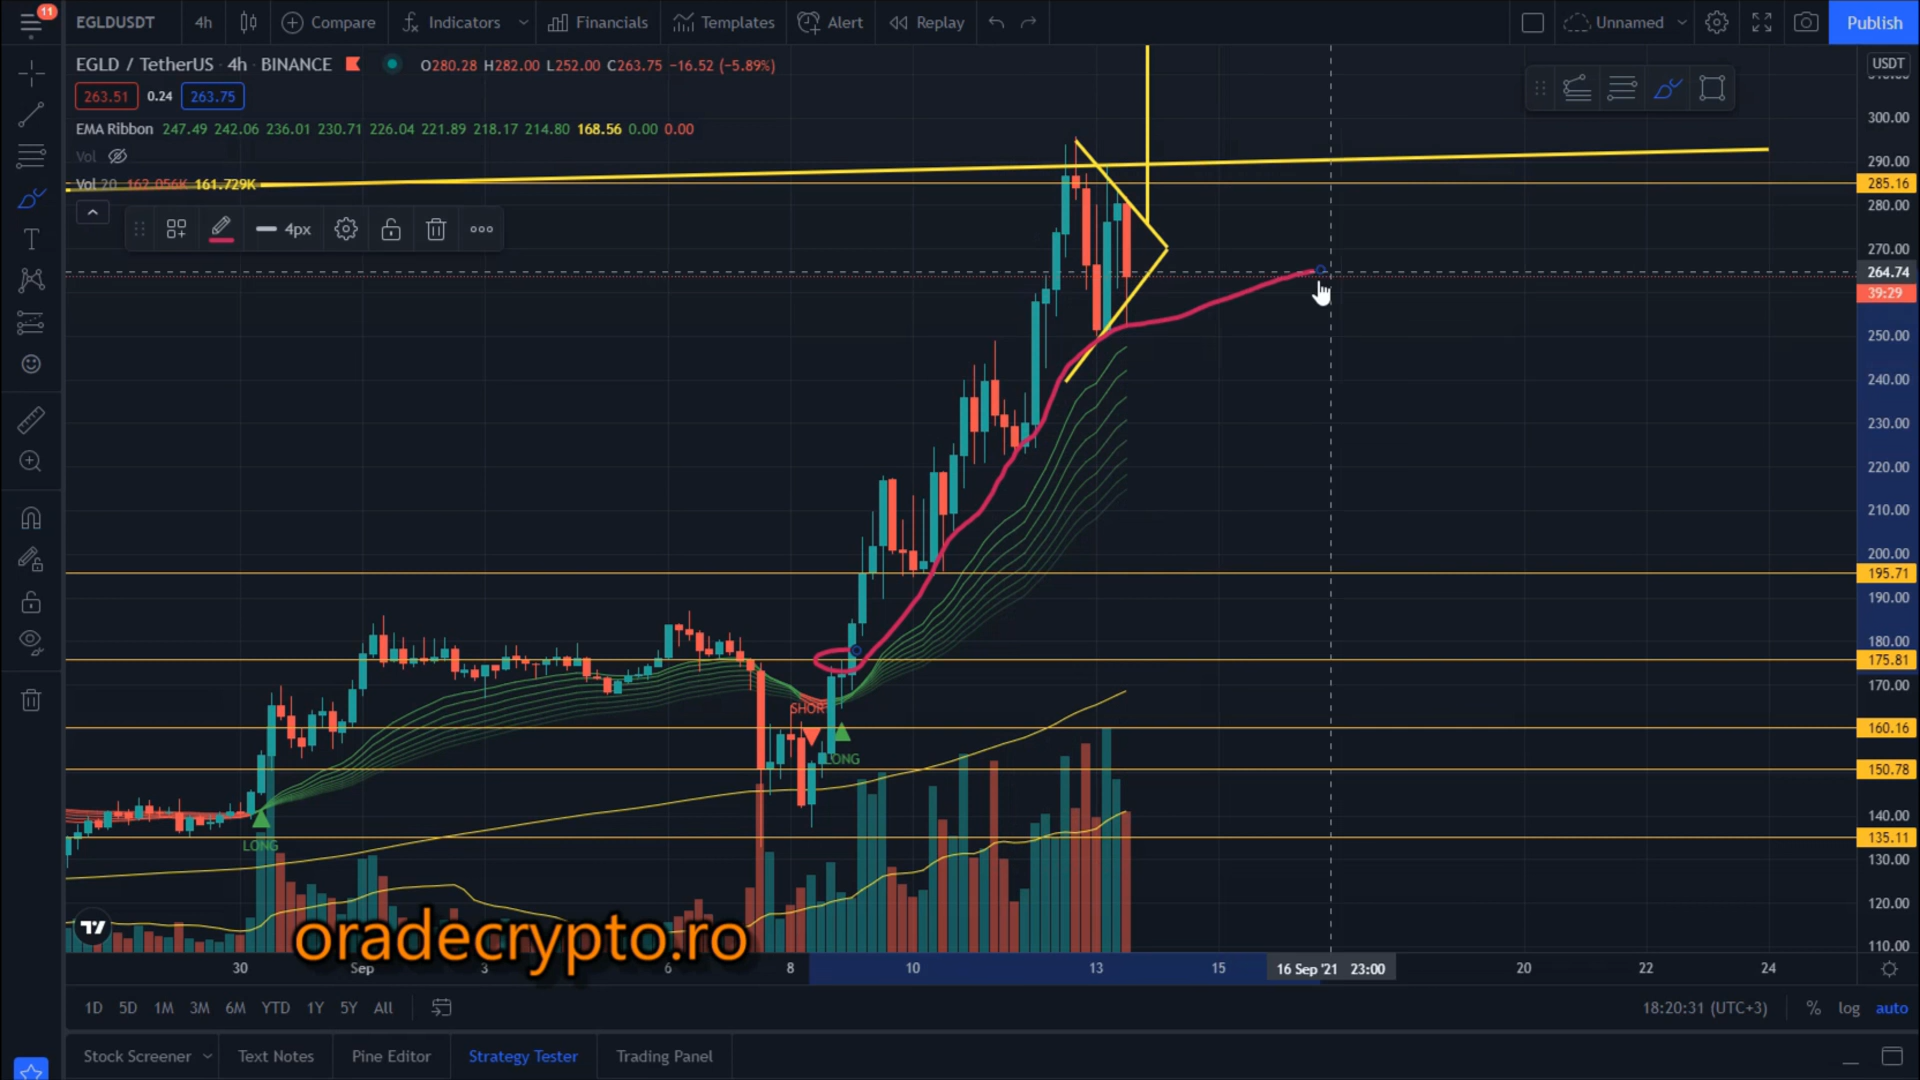 11
EGLDUSDT 4h Compare Indicators Financials Templates Alert Replay Unnamed Publish
EGLD / TetherUS 4h BINANCE O280.28 H282.00 L252.00 C263.75 −16.52 (−5.89%)
USDT
263.51 0.24 263.75
EMA Ribbon 247.49 242.06 236.01 230.71 226.04 221.89 218.17 214.80 168.56 0.00 0.00
Vol
Vol 20 162.056K 161.729K
4px
300.00
290.00
285.16
280.00
270.00
264.74
39:29
250.00
240.00
230.00
220.00
210.00
200.00
195.71
190.00
180.00
175.81
170.00
160.16
150.78
140.00
135.11
130.00
120.00
110.00
SHOR
LONG
LONG
oradecrypto.ro
30 Sep 3 6 8 10 13 15 16 Sep '21 23:00 20 22 24
1D 5D 1M 3M 6M YTD 1Y 5Y All 18:20:31 (UTC+3) % log auto
Stock Screener Text Notes Pine Editor Strategy Tester Trading Panel